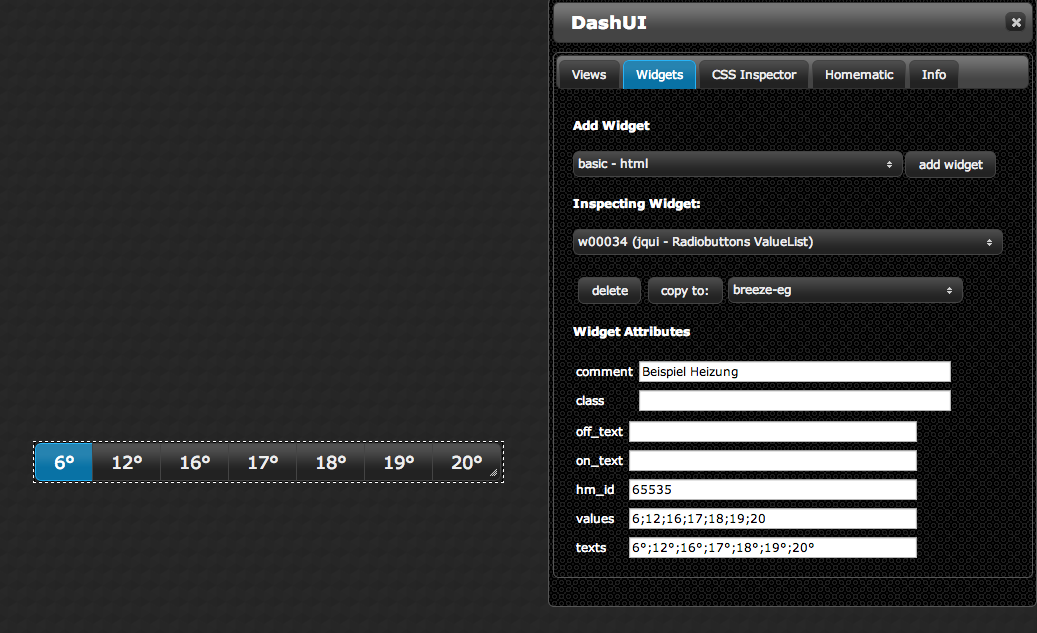 DashUI
Views Widgets CSS Inspector Homematic Info
Add Widget
basic - html add widget
Inspecting Widget:
w00034 (jqui - Radiobuttons ValueList)
delete copy to: breeze-eg
Widget Attributes
comment Beispiel Heizung
class
off_text
on_text
hm_id 65535
values 6;12;16;17;18;19;20
texts 6°;12°;16°;17°;18°;19°;20°
6° 12° 16° 17° 18° 19° 20°